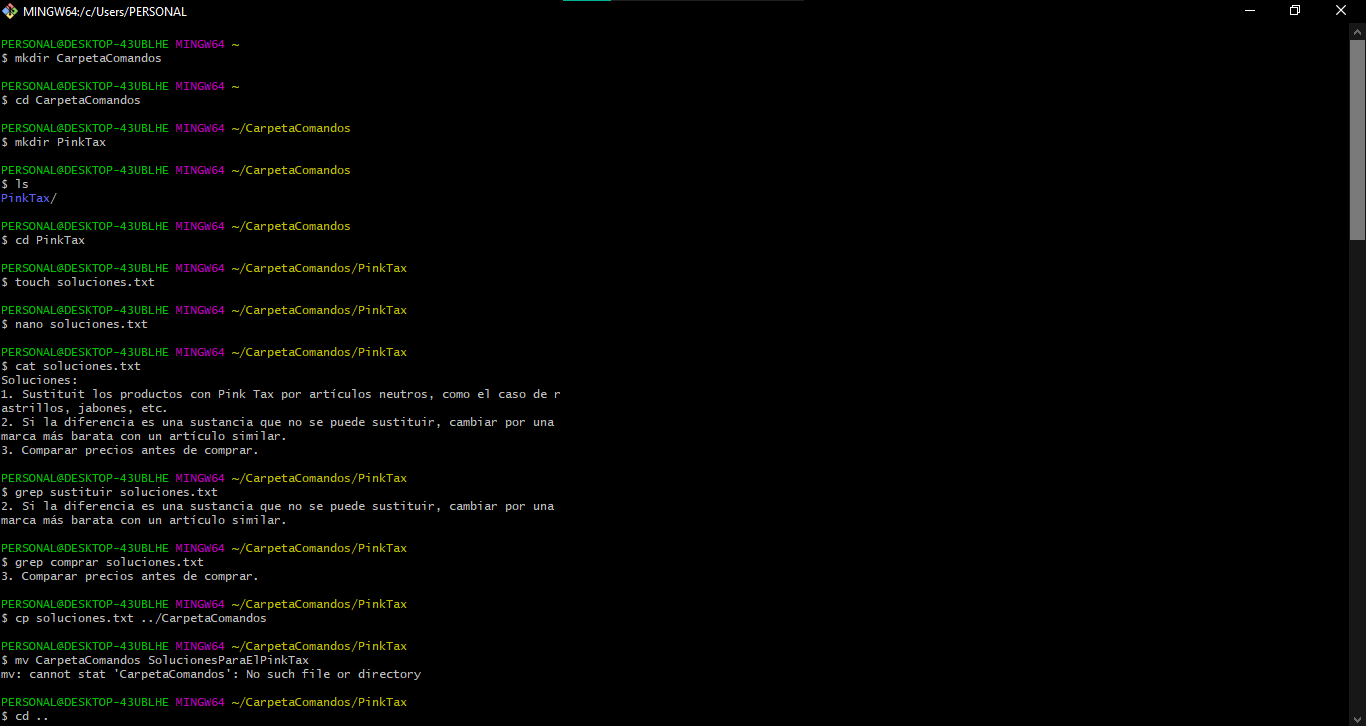 MINGW64:/c/Users/PERSONAL
PERSONAL@DESKTOP-43UBLHE MINGW64 ~
$ mkdir CarpetaComandos
PERSONAL@DESKTOP-43UBLHE MINGW64 ~
$ cd CarpetaComandos
PERSONAL@DESKTOP-43UBLHE MINGW64 ~/CarpetaComandos
$ mkdir PinkTax
PERSONAL@DESKTOP-43UBLHE MINGW64 ~/CarpetaComandos
$ ls
PinkTax/
PERSONAL@DESKTOP-43UBLHE MINGW64 ~/CarpetaComandos
$ cd PinkTax
PERSONAL@DESKTOP-43UBLHE MINGW64 ~/CarpetaComandos/PinkTax
$ touch soluciones.txt
PERSONAL@DESKTOP-43UBLHE MINGW64 ~/CarpetaComandos/PinkTax
$ nano soluciones.txt
PERSONAL@DESKTOP-43UBLHE MINGW64 ~/CarpetaComandos/PinkTax
$ cat soluciones.txt
Soluciones:
1. Sustituit los productos con Pink Tax por artículos neutros, como el caso de r
astrillos, jabones, etc.
2. Si la diferencia es una sustancia que no se puede sustituir, cambiar por una
marca más barata con un artículo similar.
3. Comparar precios antes de comprar.
PERSONAL@DESKTOP-43UBLHE MINGW64 ~/CarpetaComandos/PinkTax
$ grep sustituir soluciones.txt
2. Si la diferencia es una sustancia que no se puede sustituir, cambiar por una
marca más barata con un artículo similar.
PERSONAL@DESKTOP-43UBLHE MINGW64 ~/CarpetaComandos/PinkTax
$ grep comprar soluciones.txt
3. Comparar precios antes de comprar.
PERSONAL@DESKTOP-43UBLHE MINGW64 ~/CarpetaComandos/PinkTax
$ cp soluciones.txt ../CarpetaComandos
PERSONAL@DESKTOP-43UBLHE MINGW64 ~/CarpetaComandos/PinkTax
$ mv CarpetaComandos SolucionesParaElPinkTax
mv: cannot stat 'CarpetaComandos': No such file or directory
PERSONAL@DESKTOP-43UBLHE MINGW64 ~/CarpetaComandos/PinkTax
$ cd ..